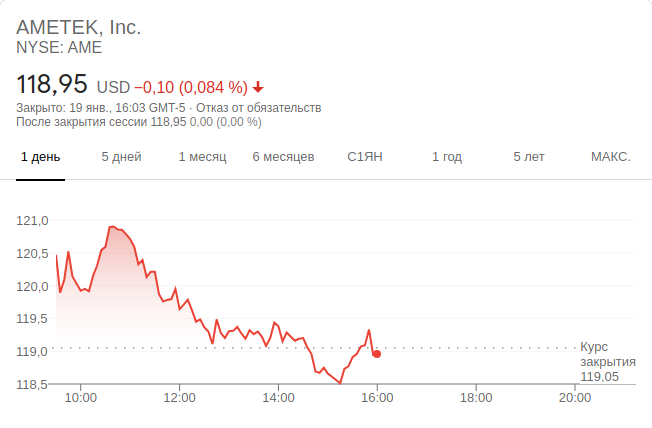 AMETEK, Inc.
NYSE: AME
118,95 USD −0,10 (0,084 %)
Закрыто: 19 янв., 16:03 GMT-5 · Отказ от обязательств
После закрытия сессии 118,95 0,00 (0,00 %)
1 день 5 дней 1 месяц 6 месяцев С1ЯН 1 год 5 лет МАКС.
121,0
120,5
120,0
119,5
119,0
118,5
Курс
закрытия
119,05
10:00 12:00 14:00 16:00 18:00 20:00